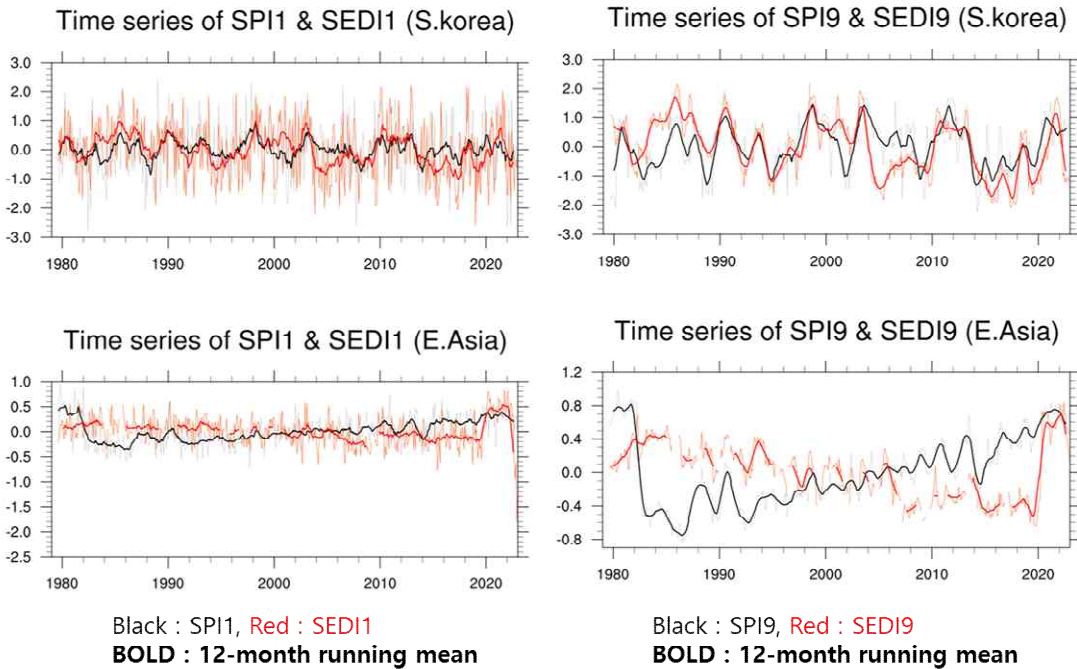 Time series of SPI1 & SEDI1 (S.korea)
3.0
2.0
1.0
0.0
-1.0
-2.0
-3.0
1980 1990 2000 2010 2020
Time series of SPI9 & SEDI9 (S.korea)
3.0
2.0
1.0
0.0
-1.0
-2.0
-3.0
1980 1990 2000 2010 2020
Time series of SPI1 & SEDI1 (E.Asia)
1.0
0.5
0.0
-0.5
-1.0
-1.5
-2.0
-2.5
1980 1990 2000 2010 2020
Time series of SPI9 & SEDI9 (E.Asia)
1.2
0.8
0.4
0.0
-0.4
-0.8
1980 1990 2000 2010 2020
Black : SPI1, Red : SEDI1
BOLD : 12-month running mean
Black : SPI9, Red : SEDI9
BOLD : 12-month running mean